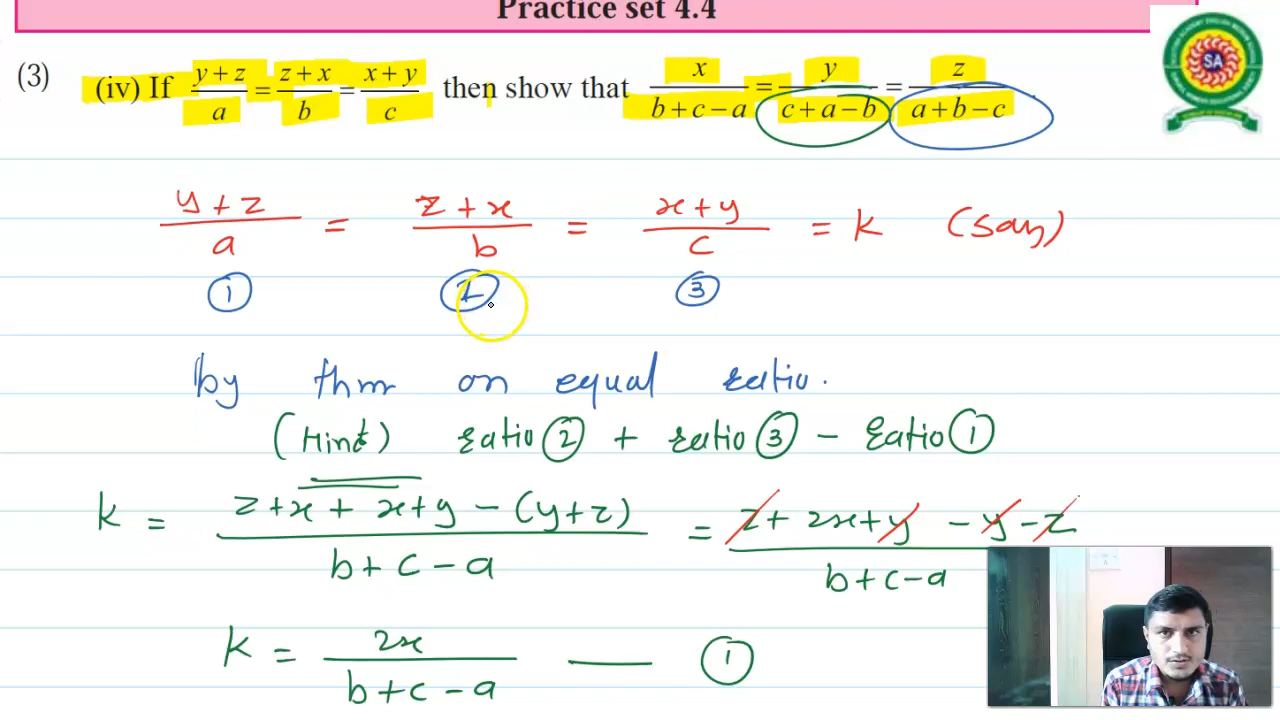 Practice set 4.4
(3) (iv) If y+z/a = z+x/b = x+y/c then show that x/b+c−a = y/c+a−b = z/a+b−c
SA
y+z/a = z+x/b = x+y/c = k (say)
① ② ③
by thm on equal ratio.
(Hint) ratio ② + ratio ③ − ratio ①
k = z+x+x+y−(y+z)/b+c−a = z+2x+y−y−z/b+c−a
k = 2x/b+c−a — ①